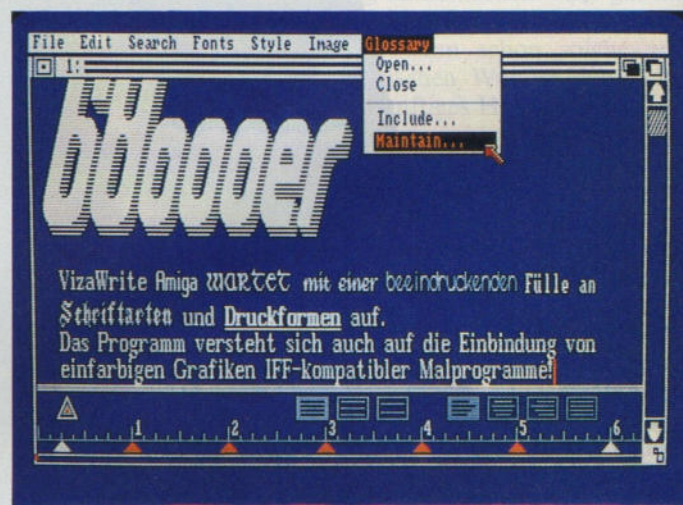 File Edit Search Fonts Style Image Glossary
1:
Open...
Close
Include...
Maintain...
68000er
VizaWrite Amiga wartet mit einer beeindruckenden Fülle an
Schriftarten und Druckformen auf.
Das Programm versteht sich auch auf die Einbindung von
einfarbigen Grafiken IFF-kompatibler Malprogramme!
1 2 3 4 5 6